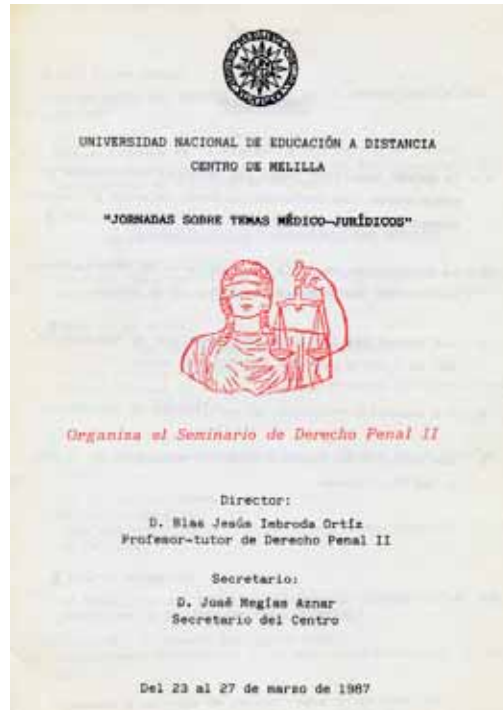 UNIVERSIDAD NACIONAL DE EDUCACIÓN A DISTANCIA
CENTRO DE MELILLA
"JORNADAS SOBRE TEMAS MÉDICO-JURÍDICOS"
Organiza el Seminario de Derecho Penal II
Director:
D. Blas Jesús Imbroda Ortíz
Profesor-tutor de Derecho Penal II
Secretario:
D. José Megías Aznar
Secretario del Centro
Del 23 al 27 de marzo de 1987